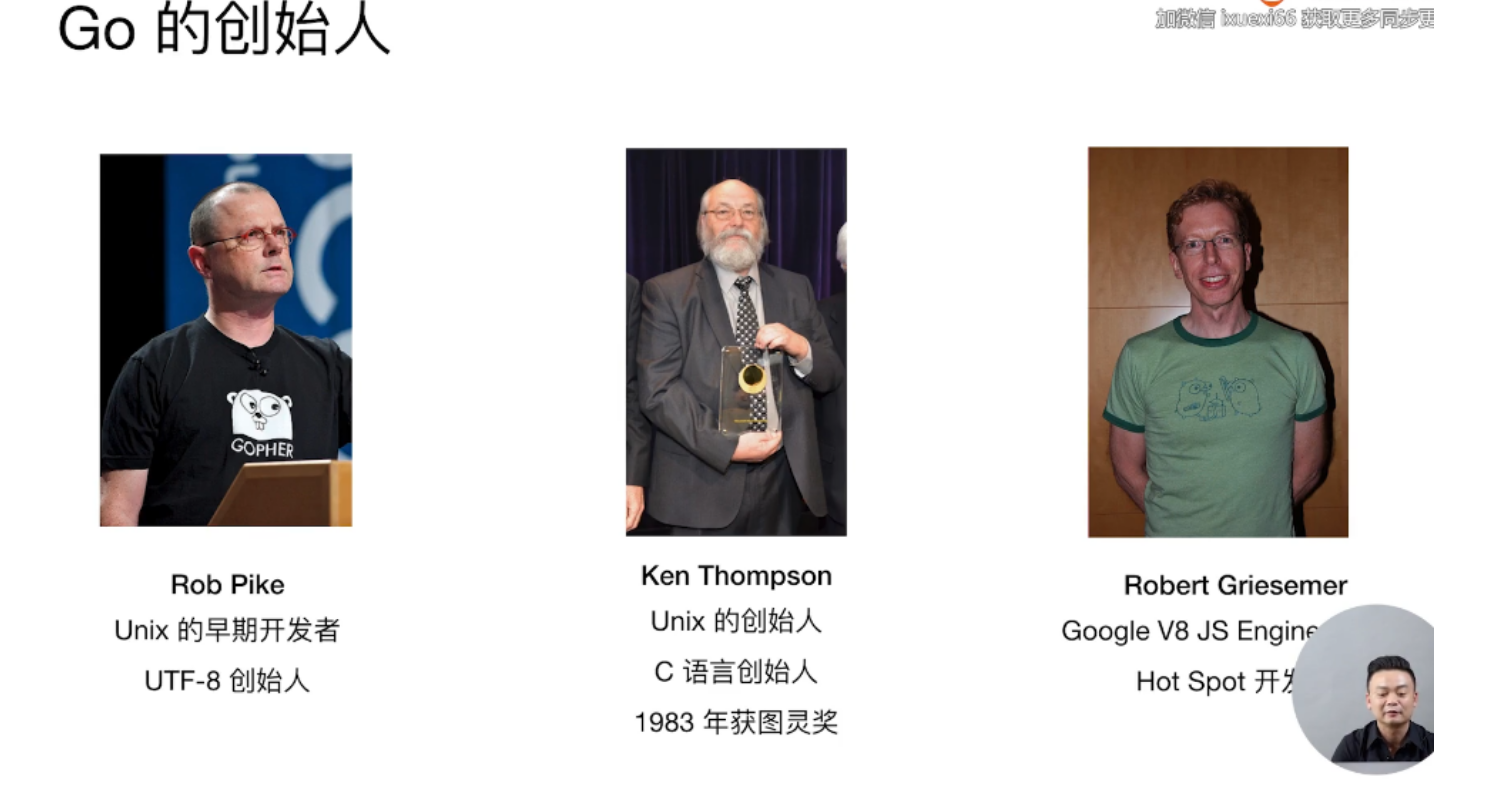 Go 的创始人
加微信 ixuexi66 获取更多同步更
GOPHER
Rob Pike
Unix 的早期开发者
UTF-8 创始人
Ken Thompson
Unix 的创始人
C 语言创始人
1983 年获图灵奖
Robert Griesemer
Google V8 JS Engine
Hot Spot 开发